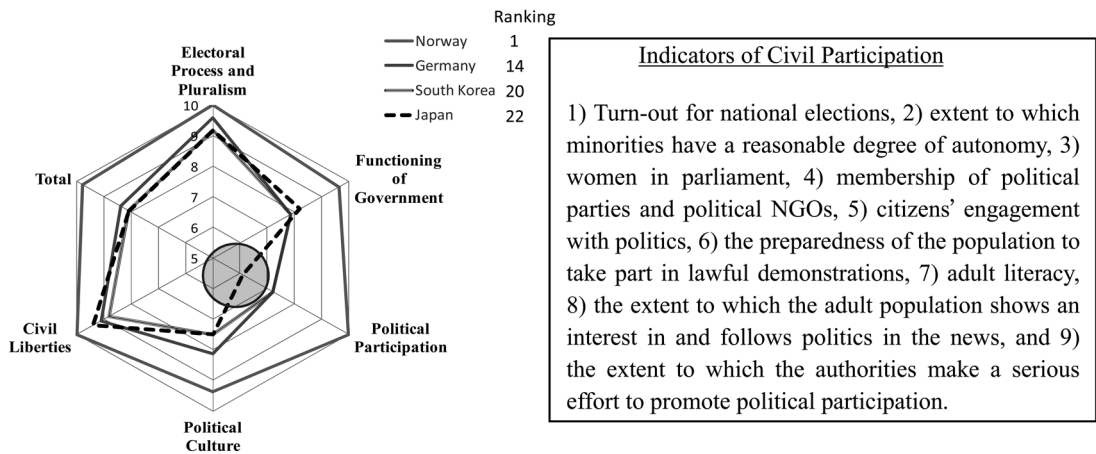 Ranking
Norway 1
Germany 14
South Korea 20
Japan 22
Electoral
Process and
Pluralism
10
9
8
7
6
5
Functioning
of
Government
Political
Participation
Political
Culture
Civil
Liberties
Total
Indicators of Civil Participation
1) Turn-out for national elections, 2) extent to which
minorities have a reasonable degree of autonomy, 3)
women in parliament, 4) membership of political
parties and political NGOs, 5) citizens’ engagement
with politics, 6) the preparedness of the population to
take part in lawful demonstrations, 7) adult literacy,
8) the extent to which the adult population shows an
interest in and follows politics in the news, and 9)
the extent to which the authorities make a serious
effort to promote political participation.